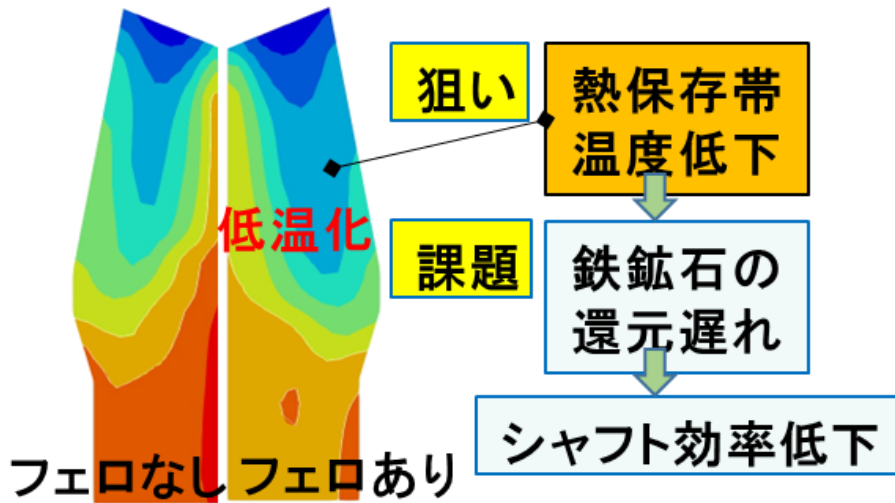 狙い
熱保存帯
温度低下
低温化
課題
鉄鉱石の
還元遅れ
シャフト効率低下
フェロなし
フェロあり